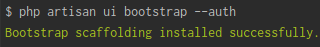 $ php artisan ui bootstrap --auth
Bootstrap scaffolding installed successfully.